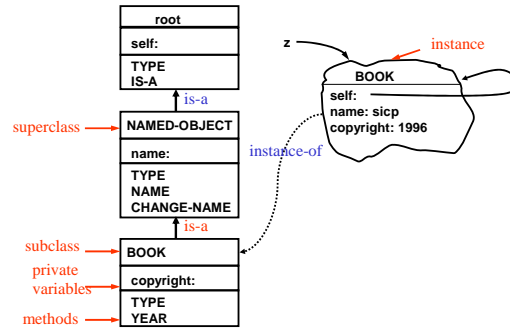 root
self:
TYPE
IS-A
is-a
superclass
NAMED-OBJECT
name:
TYPE
NAME
CHANGE-NAME
is-a
subclass
BOOK
private
variables
copyright:
methods
TYPE
YEAR
instance-of
z
instance
BOOK
self:
name: sicp
copyright: 1996